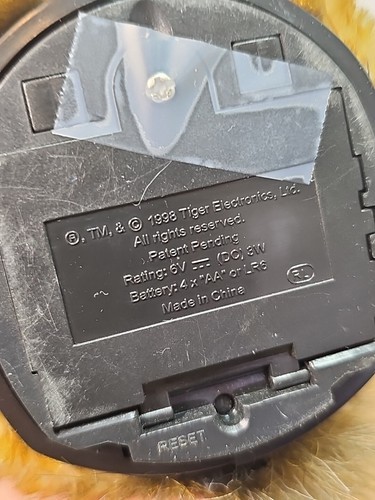 ®, TM, & © 1998 Tiger Electronics, Ltd.
All rights reserved.
Patent Pending
Rating: 6V ⎓ (DC), 3W
Battery: 4 x "AA" or LR6
Made in China
RESET